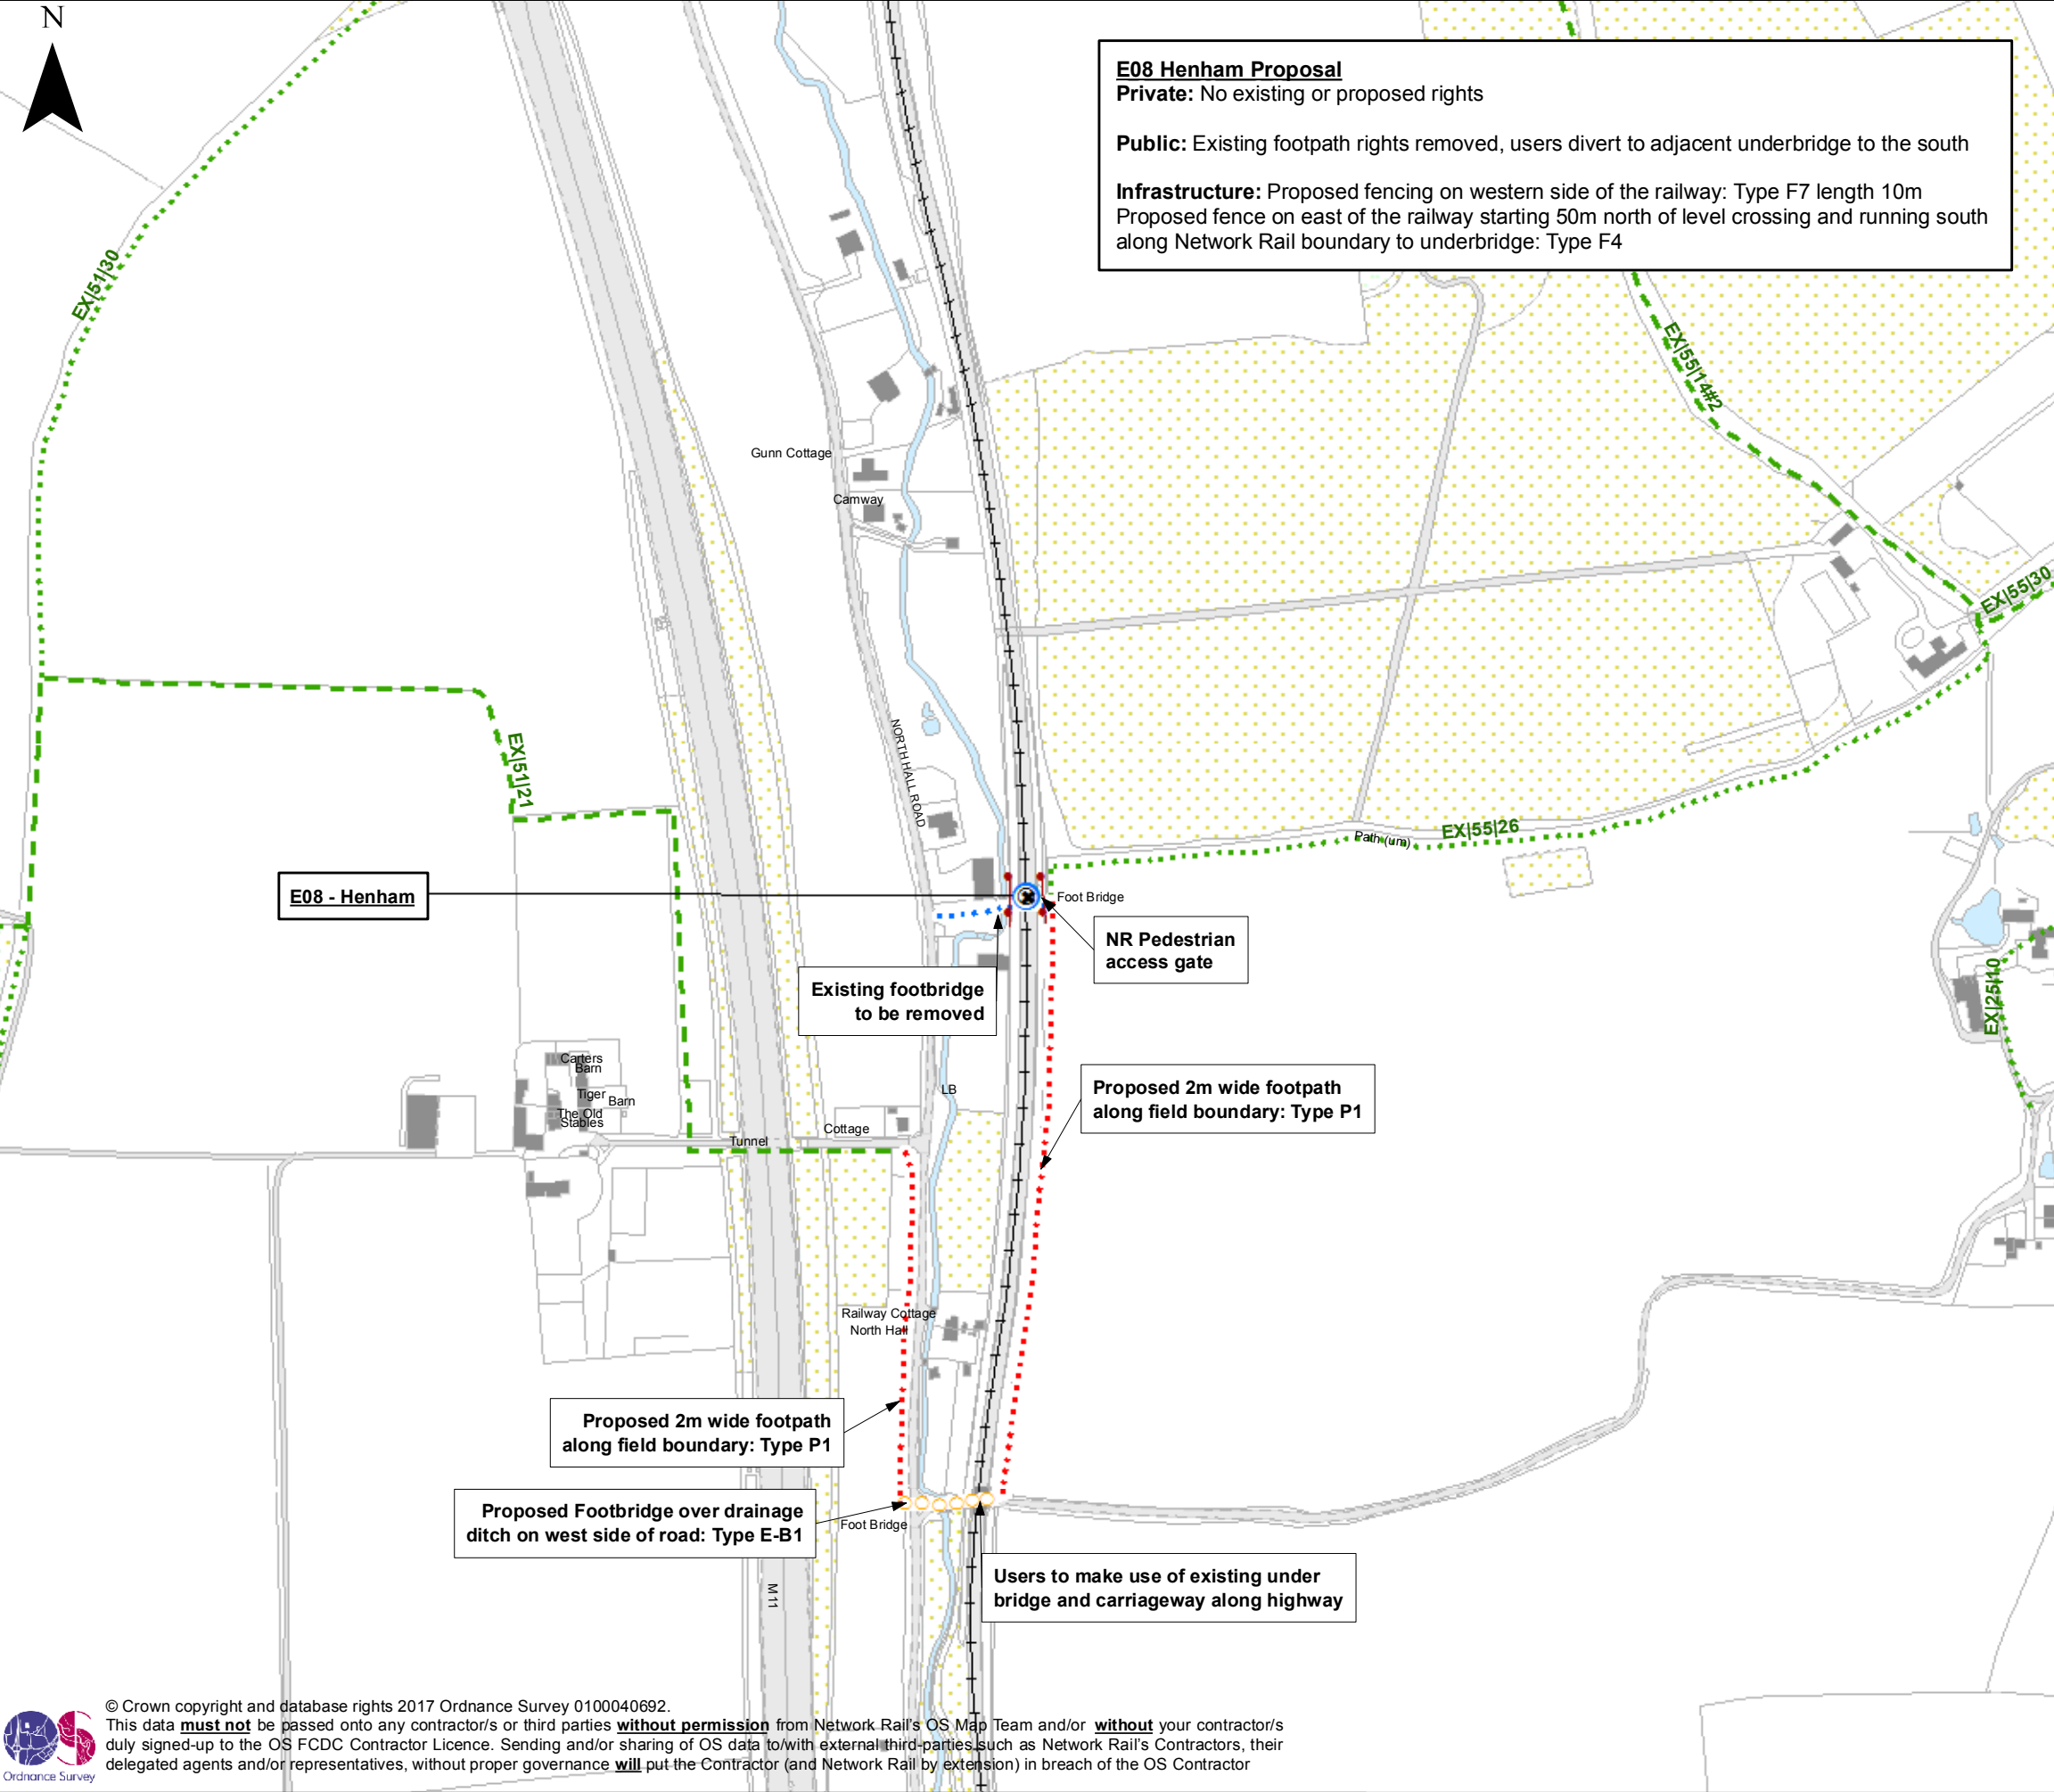 N
E08 Henham Proposal
Private: No existing or proposed rights
Public: Existing footpath rights removed, users divert to adjacent underbridge to the south
Infrastructure: Proposed fencing on western side of the railway: Type F7 length 10m
Proposed fence on east of the railway starting 50m north of level crossing and running south
along Network Rail boundary to underbridge: Type F4
EX|51|30
EX|55|14#2
Gunn Cottage
Camway
EX|55|30
NORTH HALL ROAD
EX|51|21
Path (um)
EX|55|26
E08 - Henham
Foot Bridge
NR Pedestrian
access gate
Existing footbridge
to be removed
EX|25|10
Carters
Barn
Tiger
Barn
The Old
Stables
LB
Proposed 2m wide footpath
along field boundary: Type P1
Tunnel
Cottage
Railway Cottage
North Hall
Proposed 2m wide footpath
along field boundary: Type P1
Proposed Footbridge over drainage
ditch on west side of road: Type E-B1
Foot Bridge
Users to make use of existing under
bridge and carriageway along highway
M11
© Crown copyright and database rights 2017 Ordnance Survey 0100040692.
This data must not be passed onto any contractor/s or third parties without permission from Network Rail's OS Map Team and/or without your contractor/s
duly signed-up to the OS FCDC Contractor Licence. Sending and/or sharing of OS data to/with external third-parties such as Network Rail's Contractors, their
delegated agents and/or representatives, without proper governance will put the Contractor (and Network Rail by extension) in breach of the OS Contractor
Ordnance Survey